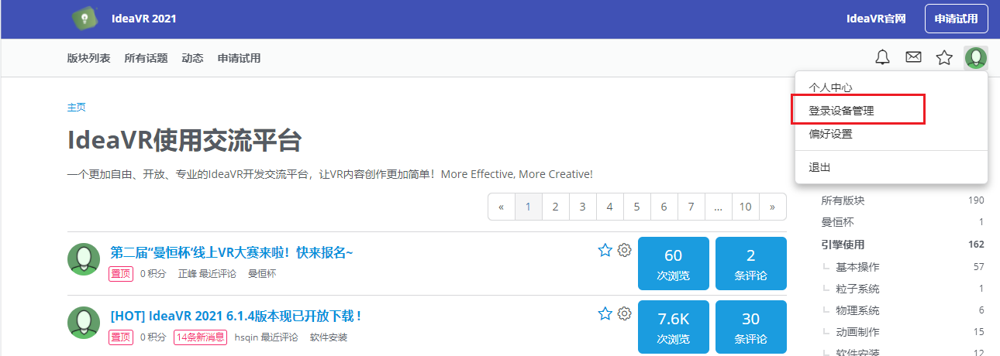 IdeaVR 2021
IdeaVR官网
申请试用
版块列表 所有话题 动态 申请试用
个人中心
登录设备管理
偏好设置
退出
主页
IdeaVR使用交流平台
一个更加自由、开放、专业的IdeaVR开发交流平台，让VR内容创作更加简单！More Effective, More Creative!
« 1 2 3 4 5 6 7 ... 10 »
第二届“曼恒杯‘线上VR大赛来啦！快来报名~
置顶 0 积分 正峰 最近评论 曼恒杯
60
次浏览
2
条评论
[HOT] IdeaVR 2021 6.1.4版本现已开放下载！
置顶 0 积分 14条新消息 hsqin 最近评论 软件安装
7.6K
次浏览
30
条评论
所有版块 190
曼恒杯 1
引擎使用 162
基本操作 57
粒子系统 1
物理系统 6
动画制作 15
软件安装 12